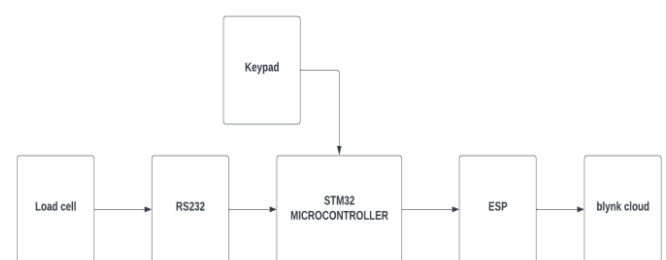 Keypad
Load cell
RS232
STM32
MICROCONTROLLER
ESP
blynk cloud